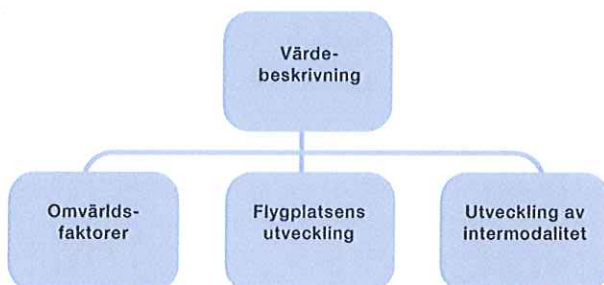 Värde-
beskrivning
Omvärlds-
faktorer
Flygplatsens
utveckling
Utveckling av
intermodalitet